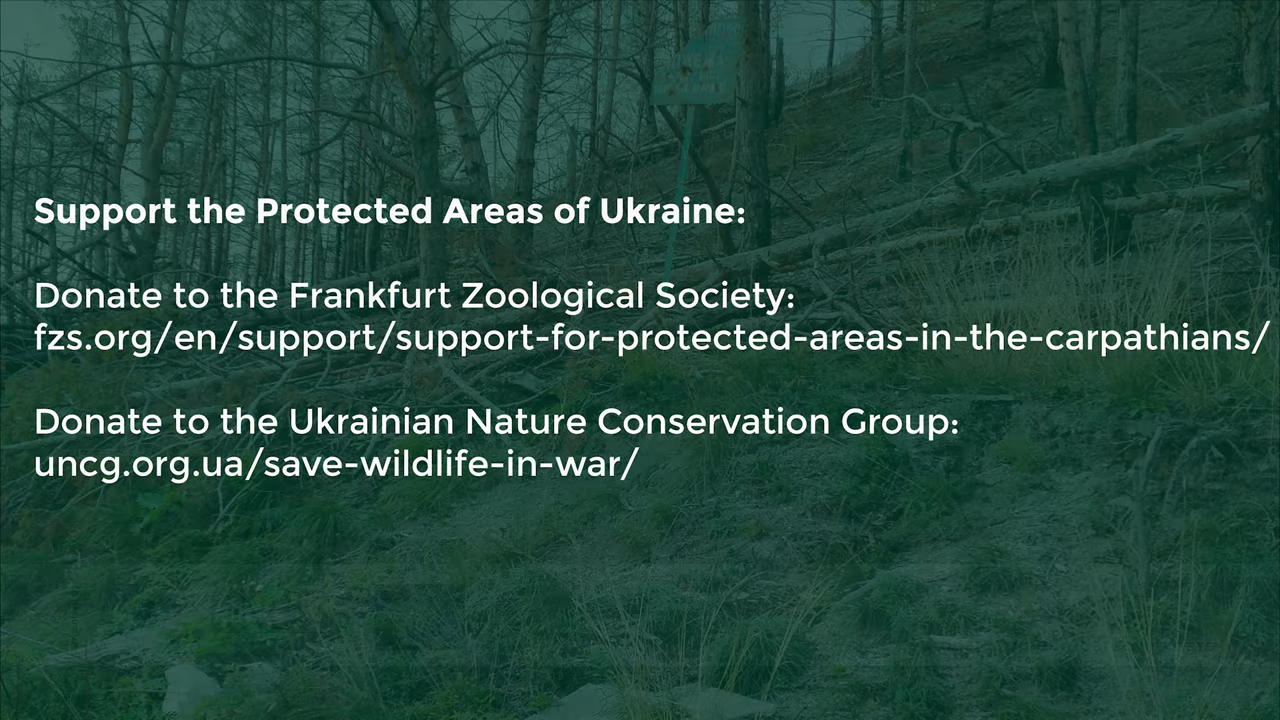 Support the Protected Areas of Ukraine:
Donate to the Frankfurt Zoological Society:
fzs.org/en/support/support-for-protected-areas-in-the-carpathians/
Donate to the Ukrainian Nature Conservation Group:
uncg.org.ua/save-wildlife-in-war/